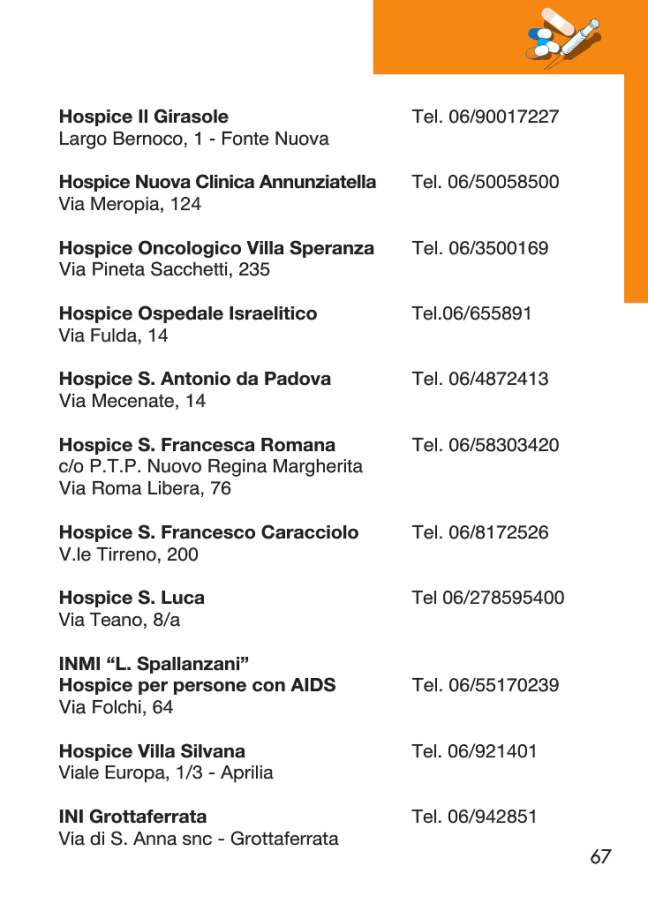 Hospice Il Girasole Tel. 06/90017227
Largo Bernoco, 1 - Fonte Nuova
Hospice Nuova Clinica Annunziatella Tel. 06/50058500
Via Meropia, 124
Hospice Oncologico Villa Speranza Tel. 06/3500169
Via Pineta Sacchetti, 235
Hospice Ospedale Israelitico Tel.06/655891
Via Fulda, 14
Hospice S. Antonio da Padova Tel. 06/4872413
Via Mecenate, 14
Hospice S. Francesca Romana Tel. 06/58303420
c/o P.T.P. Nuovo Regina Margherita
Via Roma Libera, 76
Hospice S. Francesco Caracciolo Tel. 06/8172526
V.le Tirreno, 200
Hospice S. Luca Tel 06/278595400
Via Teano, 8/a
INMI “L. Spallanzani”
Hospice per persone con AIDS Tel. 06/55170239
Via Folchi, 64
Hospice Villa Silvana Tel. 06/921401
Viale Europa, 1/3 - Aprilia
INI Grottaferrata Tel. 06/942851
Via di S. Anna snc - Grottaferrata
67